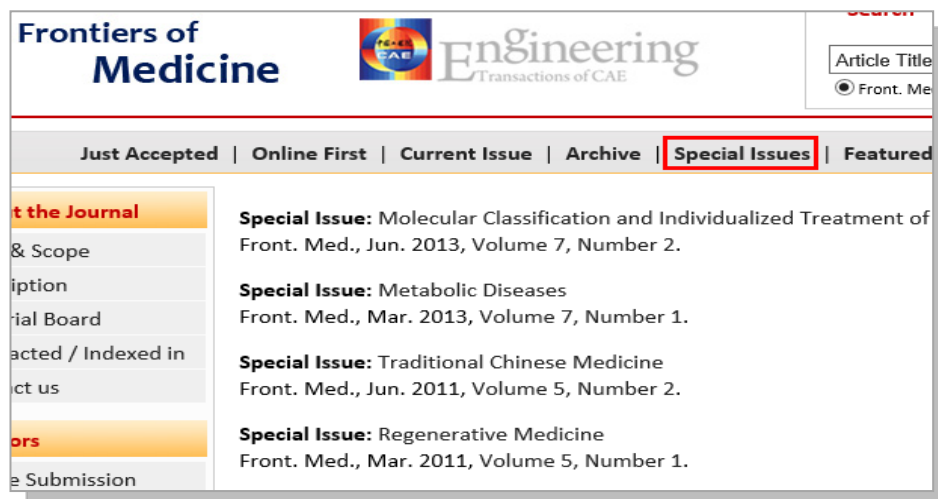 Frontiers of
Medicine
CAE
Engineering
Transactions of CAE
Search
Article Title
Front. Me
Just Accepted | Online First | Current Issue | Archive | Special Issues | Featured
t the Journal
& Scope
iption
rial Board
acted / Indexed in
ct us
ors
e Submission
Special Issue: Molecular Classification and Individualized Treatment of
Front. Med., Jun. 2013, Volume 7, Number 2.
Special Issue: Metabolic Diseases
Front. Med., Mar. 2013, Volume 7, Number 1.
Special Issue: Traditional Chinese Medicine
Front. Med., Jun. 2011, Volume 5, Number 2.
Special Issue: Regenerative Medicine
Front. Med., Mar. 2011, Volume 5, Number 1.